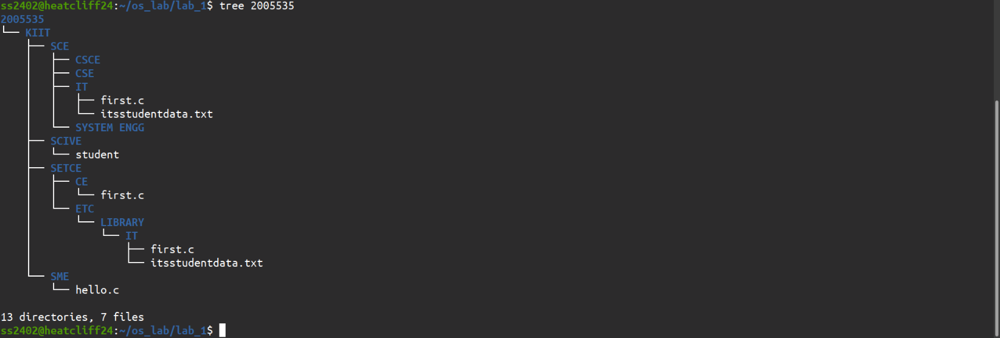 ss2402@heatcliff24:~/os_lab/lab_1$ tree 2005535
2005535
└── KIIT
    ├── SCE
    │   ├── CSCE
    │   ├── CSE
    │   ├── IT
    │   │   ├── first.c
    │   │   └── itsstudentdata.txt
    │   └── SYSTEM ENGG
    ├── SCIVE
    │   └── student
    ├── SETCE
    │   ├── CE
    │   │   └── first.c
    │   └── ETC
    │       └── LIBRARY
    │           └── IT
    │               ├── first.c
    │               └── itsstudentdata.txt
    └── SME
        └── hello.c

13 directories, 7 files
ss2402@heatcliff24:~/os_lab/lab_1$